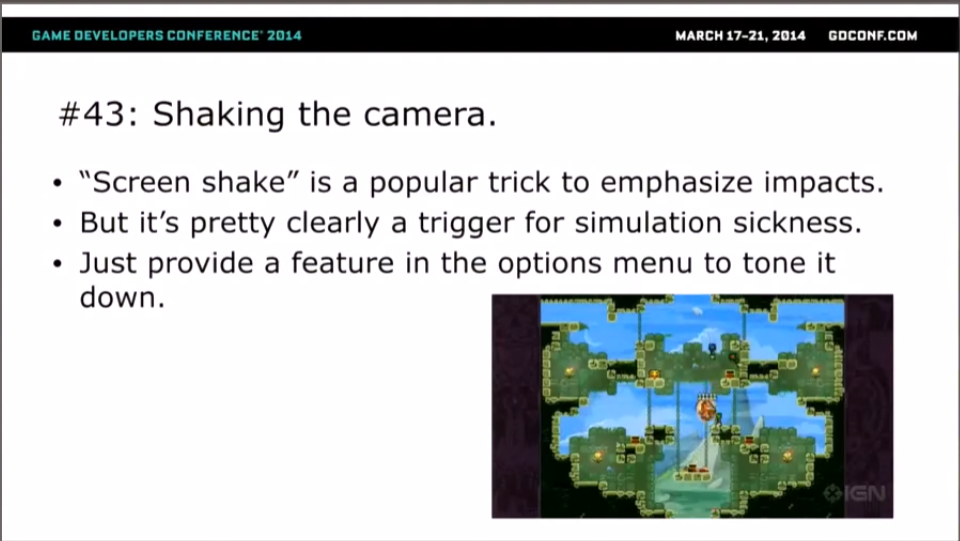 GAME DEVELOPERS CONFERENCE® 2014
MARCH 17-21, 2014 GDCONF.COM
#43: Shaking the camera.
• “Screen shake” is a popular trick to emphasize impacts.
• But it’s pretty clearly a trigger for simulation sickness.
• Just provide a feature in the options menu to tone it
down.
IGN